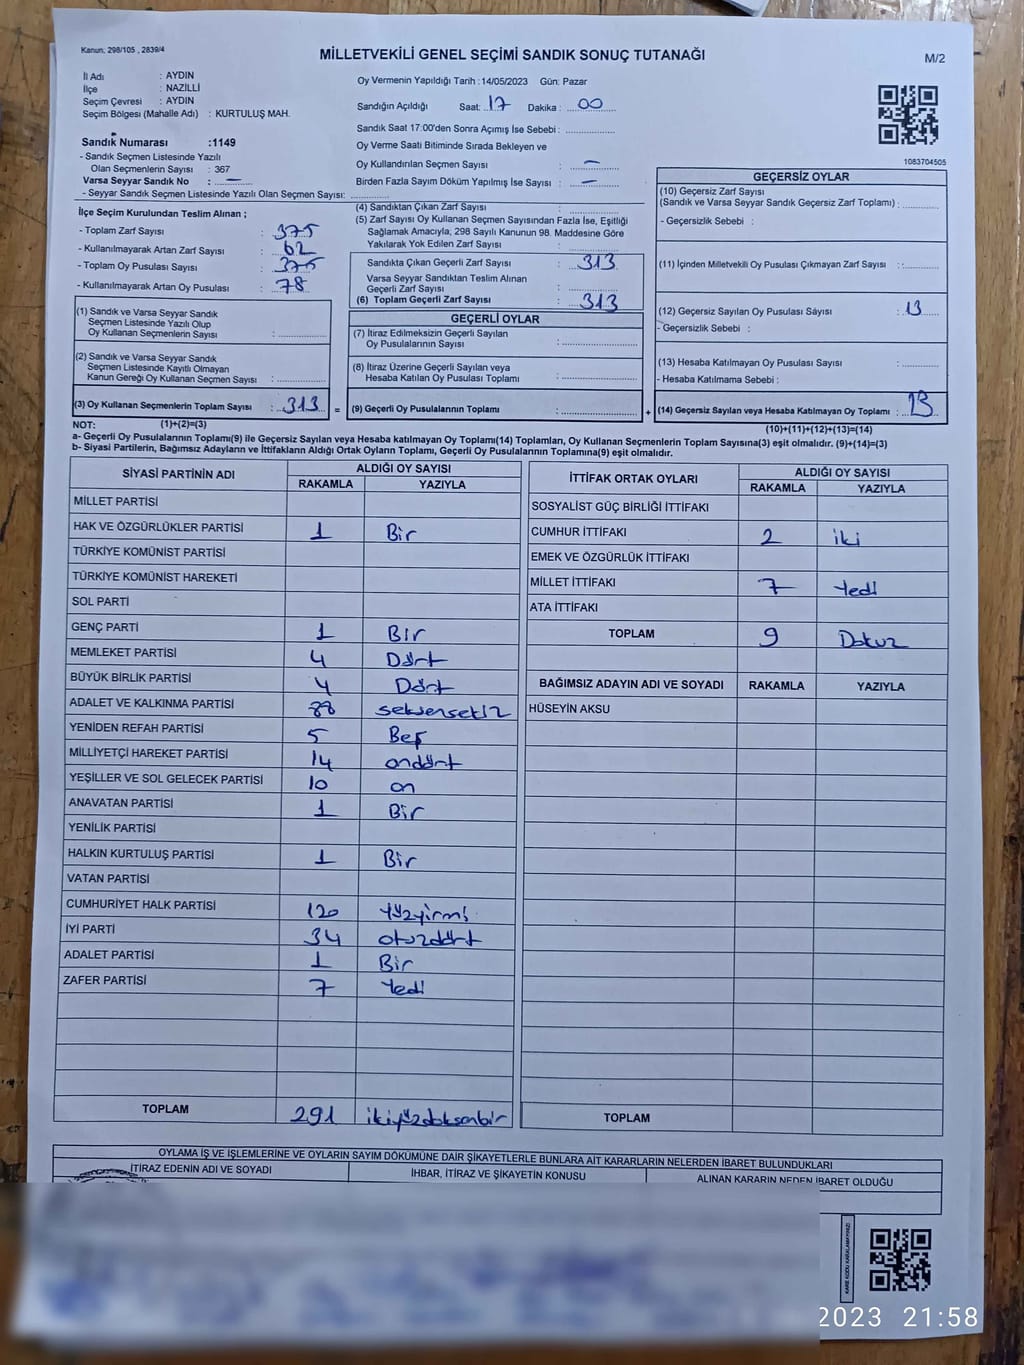 Kanun; 298/105 , 2839/4
MİLLETVEKİLİ GENEL SEÇİMİ SANDIK SONUÇ TUTANAĞI
M/2
İl Adı : AYDIN
İlçe : NAZİLLİ
Seçim Çevresi : AYDIN
Seçim Bölgesi (Mahalle Adı) : KURTULUŞ MAH.
Oy Vermenin Yapıldığı Tarih :14/05/2023 Gün: Pazar
Sandığın Açıldığı Saat: 17 Dakika : 00
Sandık Saat 17:00'den Sonra Açımış İse Sebebi :
Oy Verme Saati Bitiminde Sırada Bekleyen ve
Oy Kullandırılan Seçmen Sayısı : —
Birden Fazla Sayım Döküm Yapılmış İse Sayısı : —
1083704505
Sandık Numarası :1149
- Sandık Seçmen Listesinde Yazılı
Olan Seçmenlerin Sayısı : 367
Varsa Seyyar Sandık No : —
- Seyyar Sandık Seçmen Listesinde Yazılı Olan Seçmen Sayısı:
İlçe Seçim Kurulundan Teslim Alınan ;
- Toplam Zarf Sayısı : 375
- Kullanılmayarak Artan Zarf Sayısı : 62
- Toplam Oy Pusulası Sayısı : 375
- Kullanılmayarak Artan Oy Pusulası : 78
(1) Sandık ve Varsa Seyyar Sandık
Seçmen Listesinde Yazılı Olup
Oy Kullanan Seçmenlerin Sayısı :
(2) Sandık ve Varsa Seyyar Sandık
Seçmen Listesinde Kayıtlı Olmayan
Kanun Gereği Oy Kullanan Seçmen Sayısı :
(3) Oy Kullanan Seçmenlerin Toplam Sayısı : 313 =
(1)+(2)=(3)
(4) Sandıktan Çıkan Zarf Sayısı :
(5) Zarf Sayısı Oy Kullanan Seçmen Sayısından Fazla İse, Eşitliği
Sağlamak Amacıyla, 298 Sayılı Kanunun 98. Maddesine Göre
Yakılarak Yok Edilen Zarf Sayısı :
Sandıkta Çıkan Geçerli Zarf Sayısı : 313
Varsa Seyyar Sandıktan Teslim Alınan
Geçerli Zarf Sayısı :
(6) Toplam Geçerli Zarf Sayısı : 313
GEÇERLİ OYLAR
(7) İtiraz Edilmeksizin Geçerli Sayılan
Oy Pusulalarının Sayısı :
(8) İtiraz Üzerine Geçerli Sayılan veya
Hesaba Katılan Oy Pusulası Toplamı :
(9) Geçerli Oy Pusulalarının Toplamı : +
GEÇERSİZ OYLAR
(10) Geçersiz Zarf Sayısı
(Sandık ve Varsa Seyyar Sandık Geçersiz Zarf Toplamı) :
- Geçersizlik Sebebi :
(11) İçinden Milletvekili Oy Pusulası Çıkmayan Zarf Sayısı :
(12) Geçersiz Sayılan Oy Pusulası Sayısı : 13
- Geçersizlik Sebebi :
(13) Hesaba Katılmayan Oy Pusulası Sayısı :
- Hesaba Katılmama Sebebi :
(14) Geçersiz Sayılan veya Hesaba Katılmayan Oy Toplamı : 13
(10)+(11)+(12)+(13)=(14)
NOT:
a- Geçerli Oy Pusulalarının Toplamı(9) ile Geçersiz Sayılan veya Hesaba katılmayan Oy Toplamı(14) Toplamları, Oy Kullanan Seçmenlerin Toplam Sayısına(3) eşit olmalıdır. (9)+(14)=(3)
b- Siyasi Partilerin, Bağımsız Adayların ve İttifakların Aldığı Ortak Oyların Toplamı, Geçerli Oy Pusulalarının Toplamına(9) eşit olmalıdır.
SİYASİ PARTİNİN ADI ALDIĞI OY SAYISI
RAKAMLA YAZIYLA
MİLLET PARTİSİ
HAK VE ÖZGÜRLÜKLER PARTİSİ 1 Bir
TÜRKİYE KOMÜNİST PARTİSİ
TÜRKİYE KOMÜNİST HAREKETİ
SOL PARTİ
GENÇ PARTİ 1 Bir
MEMLEKET PARTİSİ 4 Dört
BÜYÜK BİRLİK PARTİSİ 4 Dört
ADALET VE KALKINMA PARTİSİ 88 seksensekiz
YENİDEN REFAH PARTİSİ 5 Beş
MİLLİYETÇİ HAREKET PARTİSİ 14 ondört
YEŞİLLER VE SOL GELECEK PARTİSİ 10 on
ANAVATAN PARTİSİ 1 Bir
YENİLİK PARTİSİ
HALKIN KURTULUŞ PARTİSİ 1 Bir
VATAN PARTİSİ
CUMHURİYET HALK PARTİSİ 120 yüzyirmi
İYİ PARTİ 34 otuzdört
ADALET PARTİSİ 1 Bir
ZAFER PARTİSİ 7 Yedi
TOPLAM 291 ikiyüzdoksanbir
İTTİFAK ORTAK OYLARI ALDIĞI OY SAYISI
RAKAMLA YAZIYLA
SOSYALİST GÜÇ BİRLİĞİ İTTİFAKI
CUMHUR İTTİFAKI 2 iki
EMEK VE ÖZGÜRLÜK İTTİFAKI
MİLLET İTTİFAKI 7 Yedi
ATA İTTİFAKI
TOPLAM 9 Dokuz
BAĞIMSIZ ADAYIN ADI VE SOYADI RAKAMLA YAZIYLA
HÜSEYİN AKSU
TOPLAM
OYLAMA İŞ VE İŞLEMLERİNE VE OYLARIN SAYIM DÖKÜMÜNE DAİR ŞİKAYETLERLE BUNLARA AİT KARARLARIN NELERDEN İBARET BULUNDUKLARI
İTİRAZ EDENİN ADI VE SOYADI İHBAR, İTİRAZ VE ŞİKAYETİN KONUSU ALINAN KARARIN NEDEN İBARET OLDUĞU
KARE KODU KARALAMAYINIZ!
2023 21:58